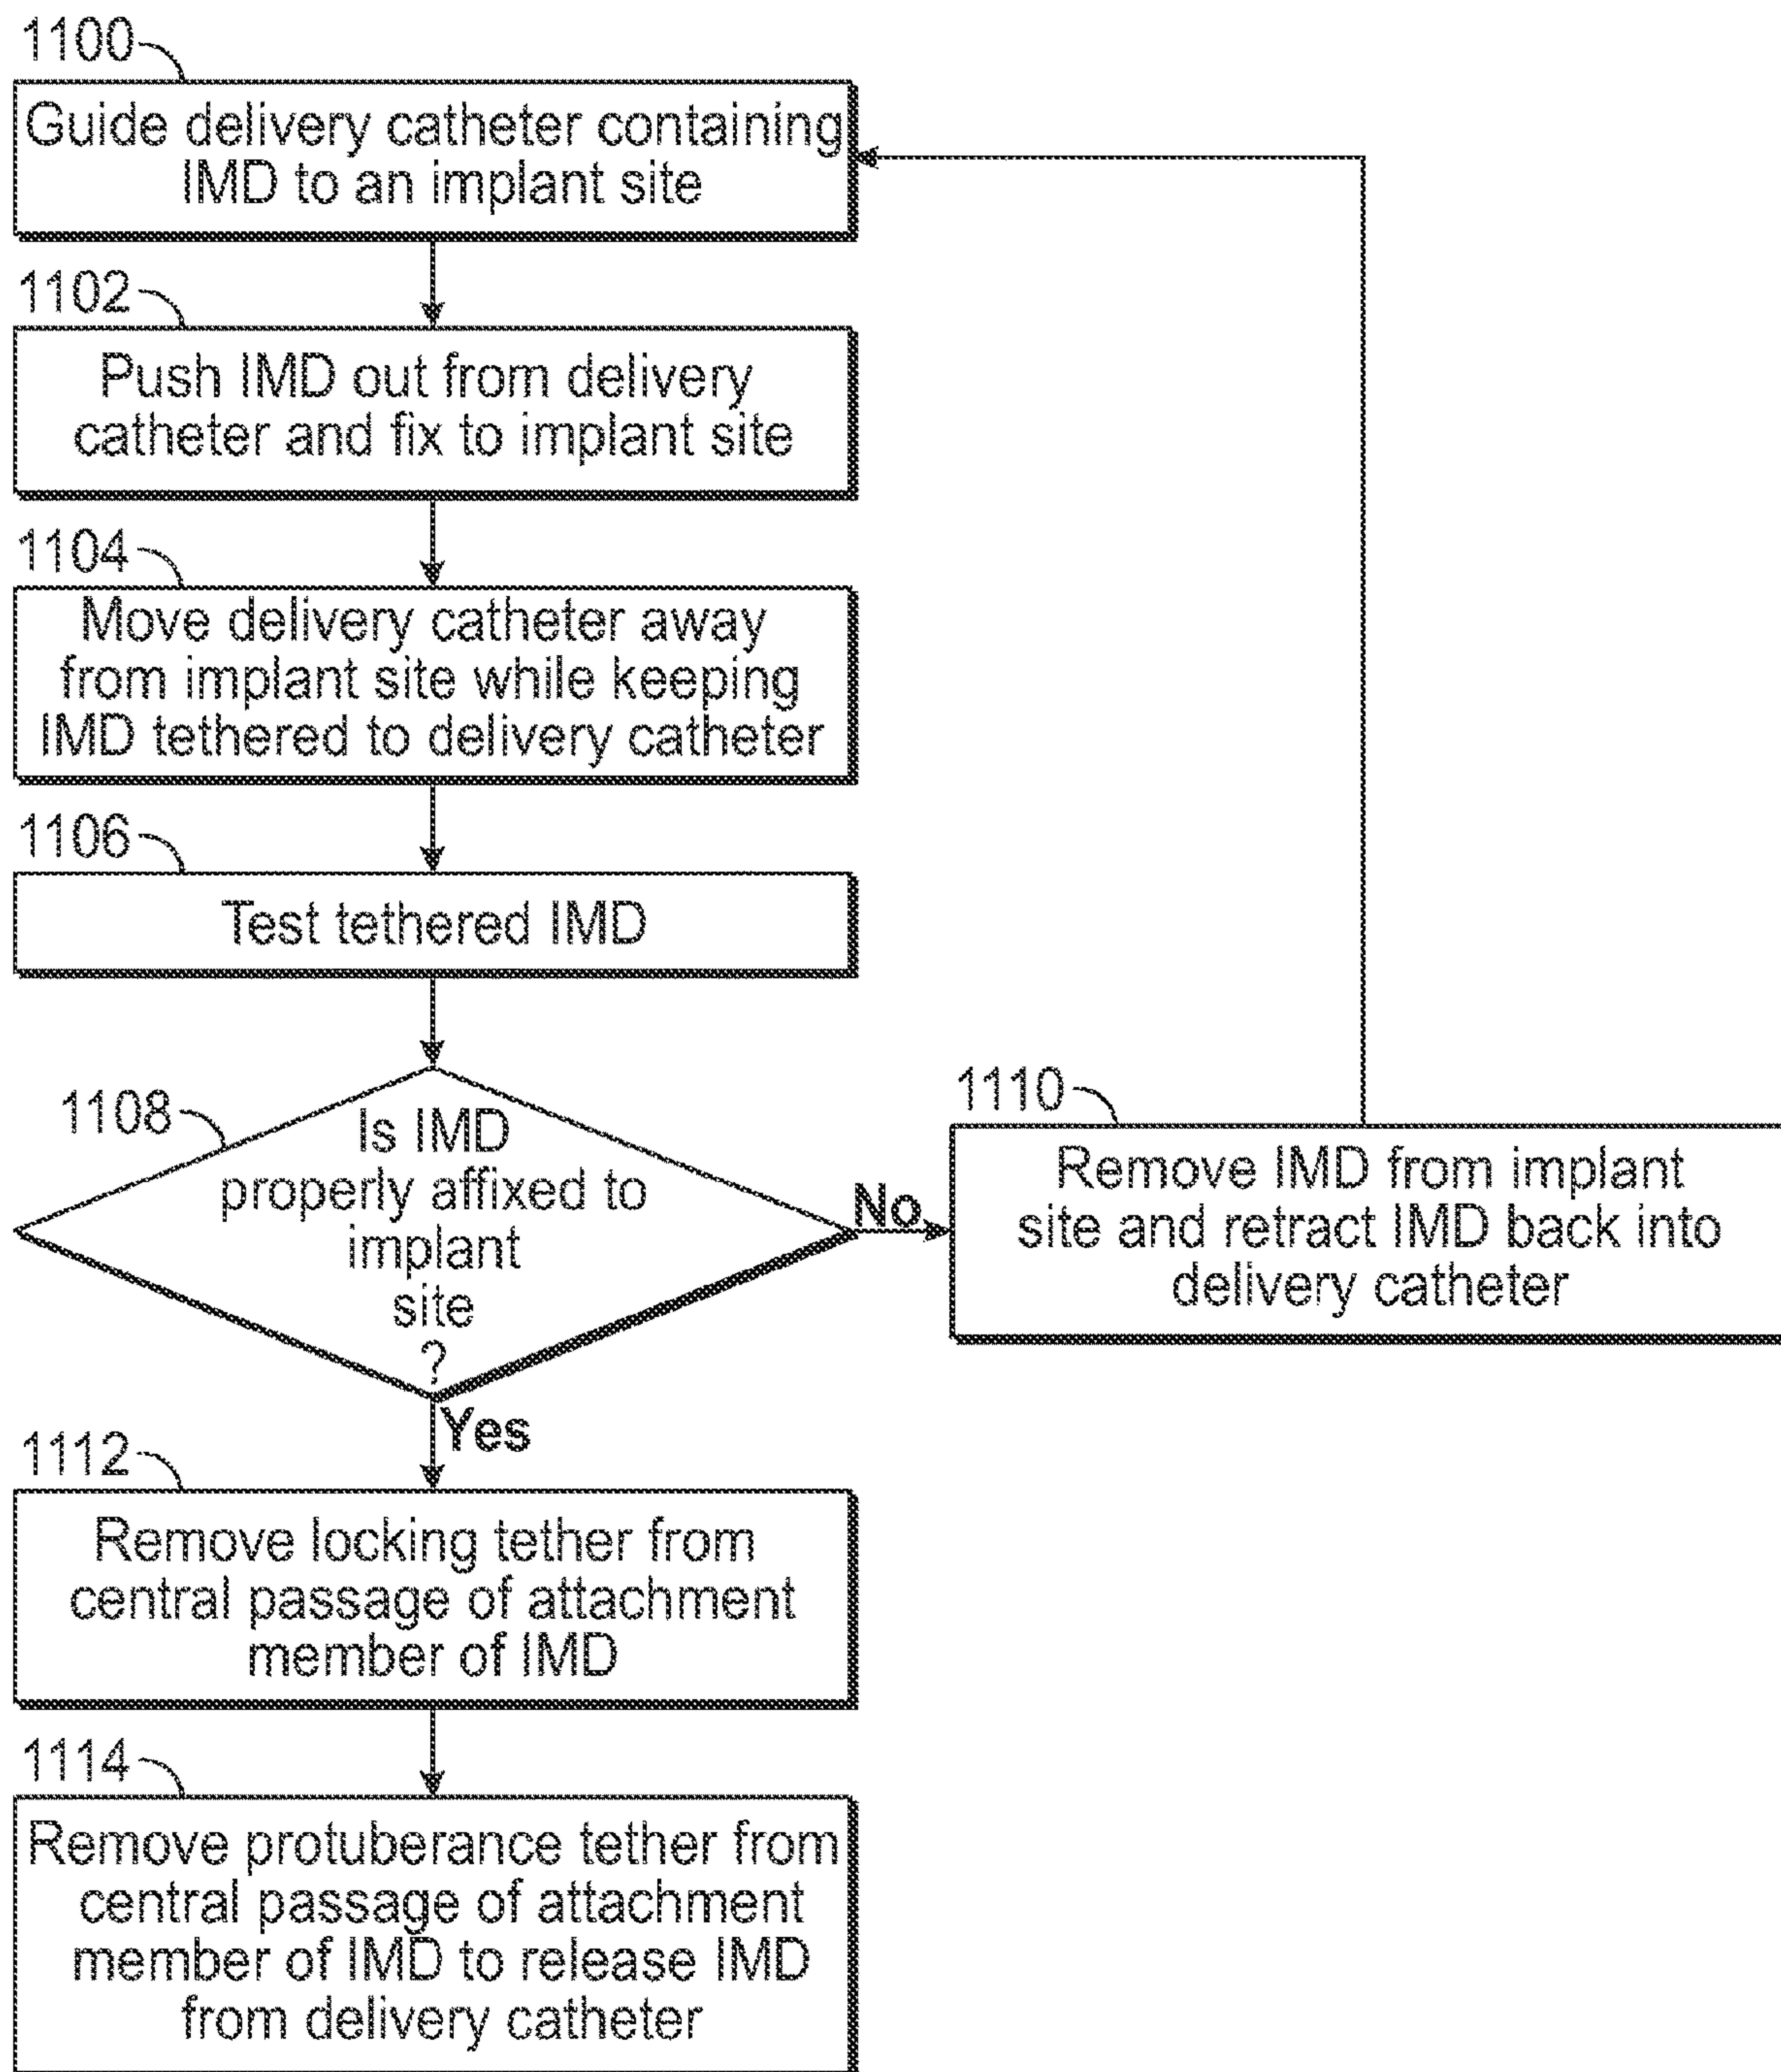 1100
Guide delivery catheter containing
IMD to an implant site
1102
Push IMD out from delivery
catheter and fix to implant site
1104
Move delivery catheter away
from implant site while keeping
IMD tethered to delivery catheter
1106
Test tethered IMD
1108
Is IMD
properly affixed to
implant
site
?
No
1110
Remove IMD from implant
site and retract IMD back into
delivery catheter
Yes
1112
Remove locking tether from
central passage of attachment
member of IMD
1114
Remove protuberance tether from
central passage of attachment
member of IMD to release IMD
from delivery catheter